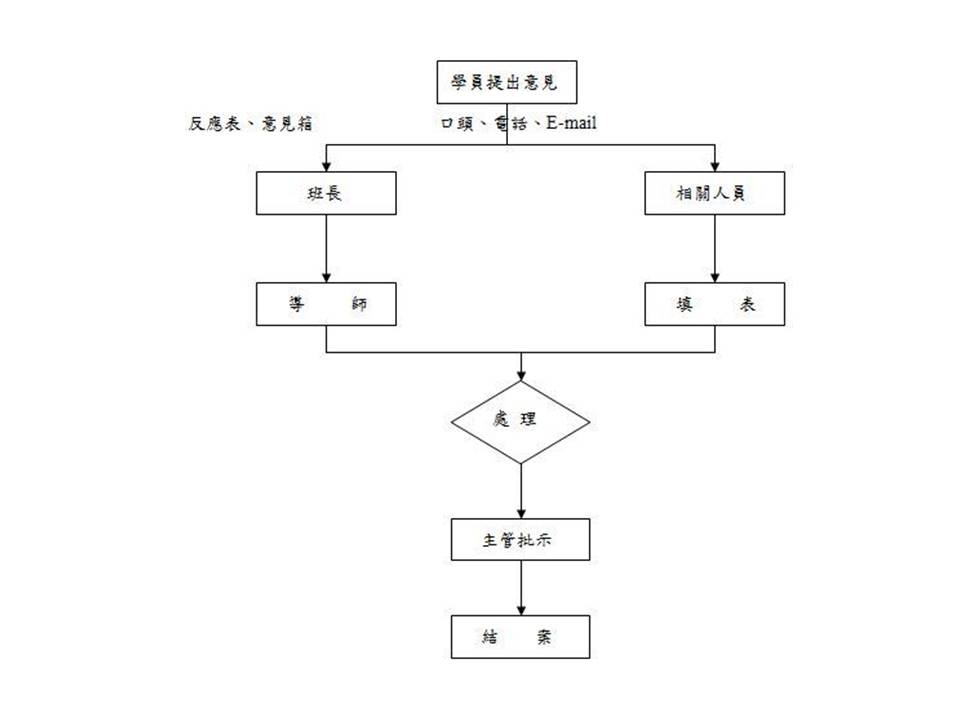 學員提出意見
反應表、意見箱
口頭、電話、E-mail
班長
相關人員
導 師
填 表
處 理
主管批示
結 案